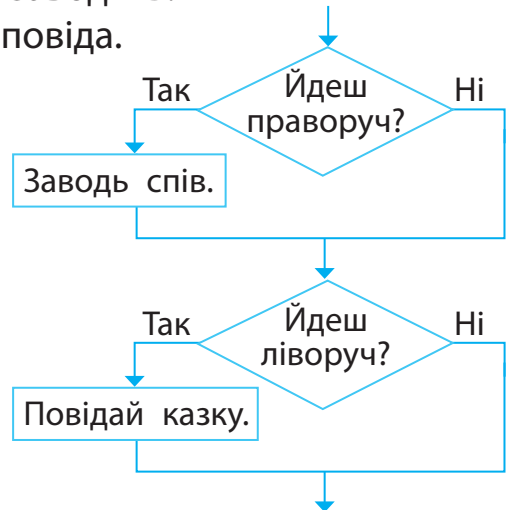 повіда.
Так
Йдеш
праворуч?
Ні
Заводь спів.
Так
Йдеш
ліворуч?
Ні
Повідай казку.